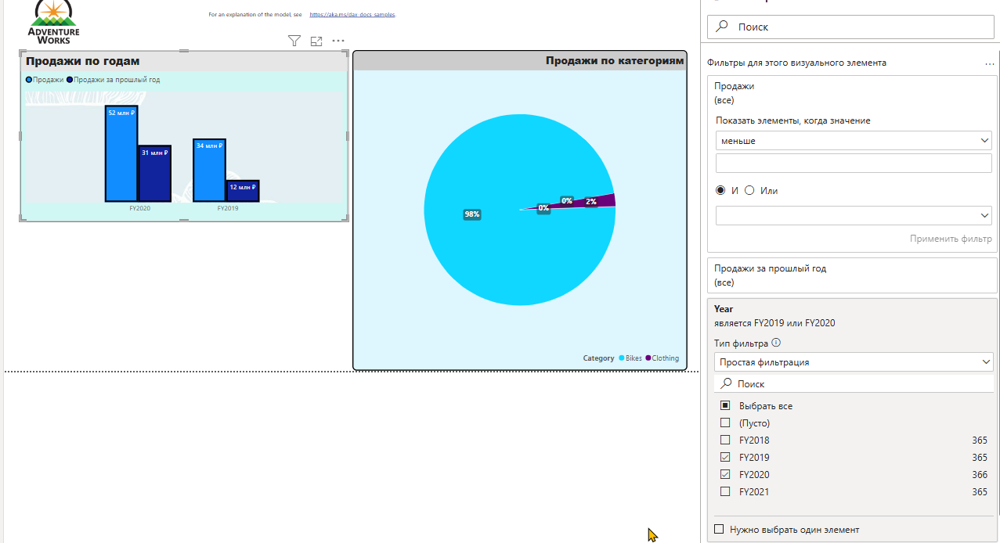 For an explanation of the model, see https://aka.ms/dax-docs_samples.
ADVENTURE
WORKS
Продажи по годам
Продажи Продажи за прошлый год
52 млн ₽
31 млн ₽
34 млн ₽
12 млн ₽
FY2020 FY2019
Продажи по категориям
98%
0%
0%
2%
Category Bikes Clothing
Поиск
Фильтры для этого визуального элемента
Продажи
(все)
Показать элементы, когда значение
меньше
И Или
Применить фильтр
Продажи за прошлый год
(все)
Year
является FY2019 или FY2020
Тип фильтра
Простая фильтрация
Поиск
Выбрать все
(Пусто)
FY2018 365
FY2019 365
FY2020 366
FY2021 365
Нужно выбрать один элемент